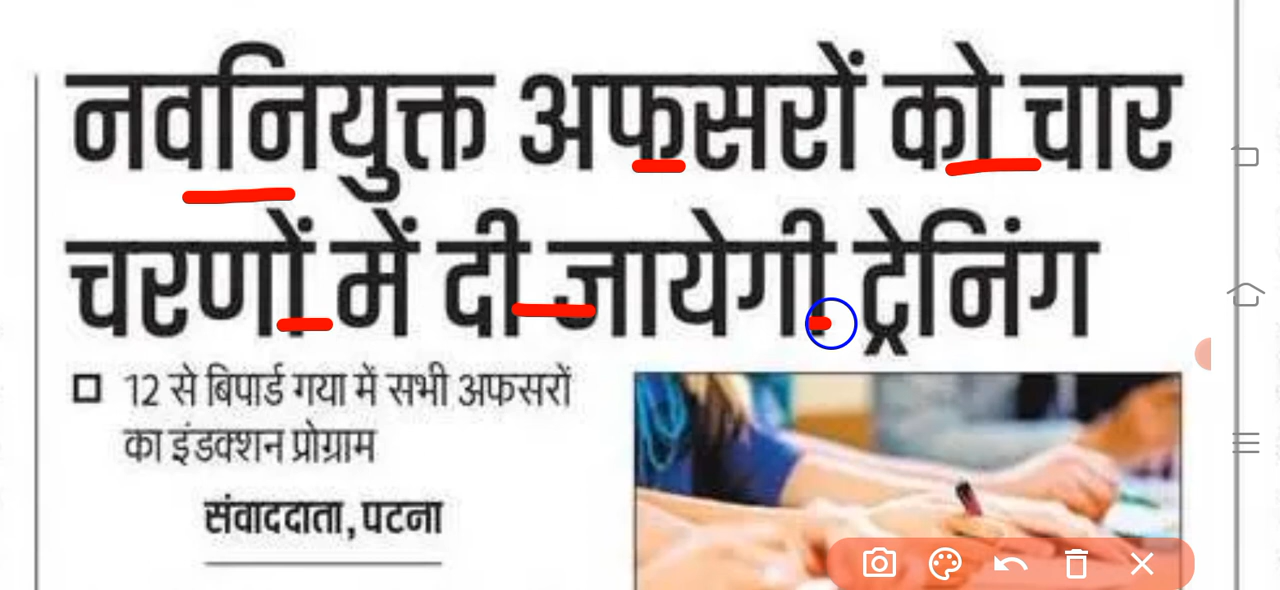 नवनियुक्त अफसरों को चार
चरणों में दी जायेगी ट्रेनिंग
12 से बिपार्ड गया में सभी अफसरों
का इंडक्शन प्रोग्राम
संवाददाता, पटना